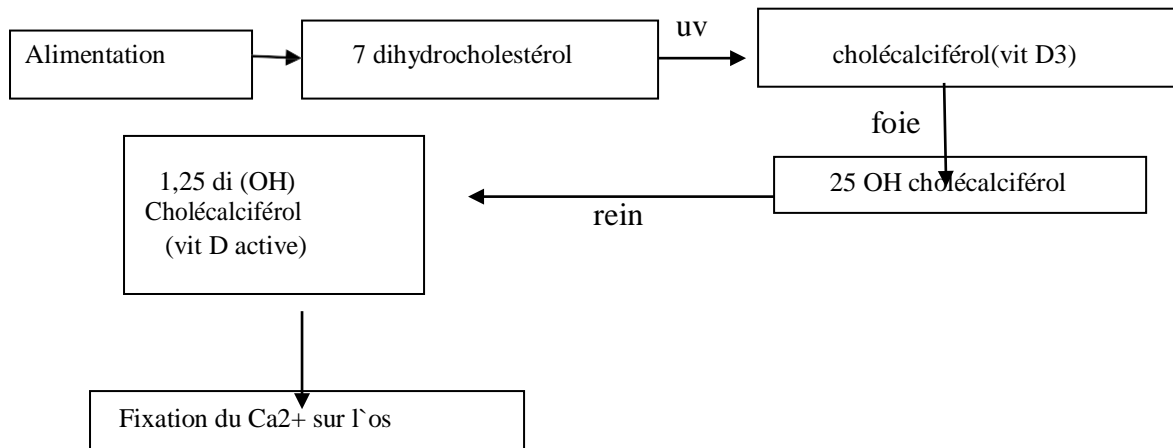 Alimentation
7 dihydrocholestérol
uv
cholécalciférol(vit D3)
foie
25 OH cholécalciférol
rein
1,25 di (OH)
Cholécalciférol
(vit D active)
Fixation du Ca2+ sur l`os